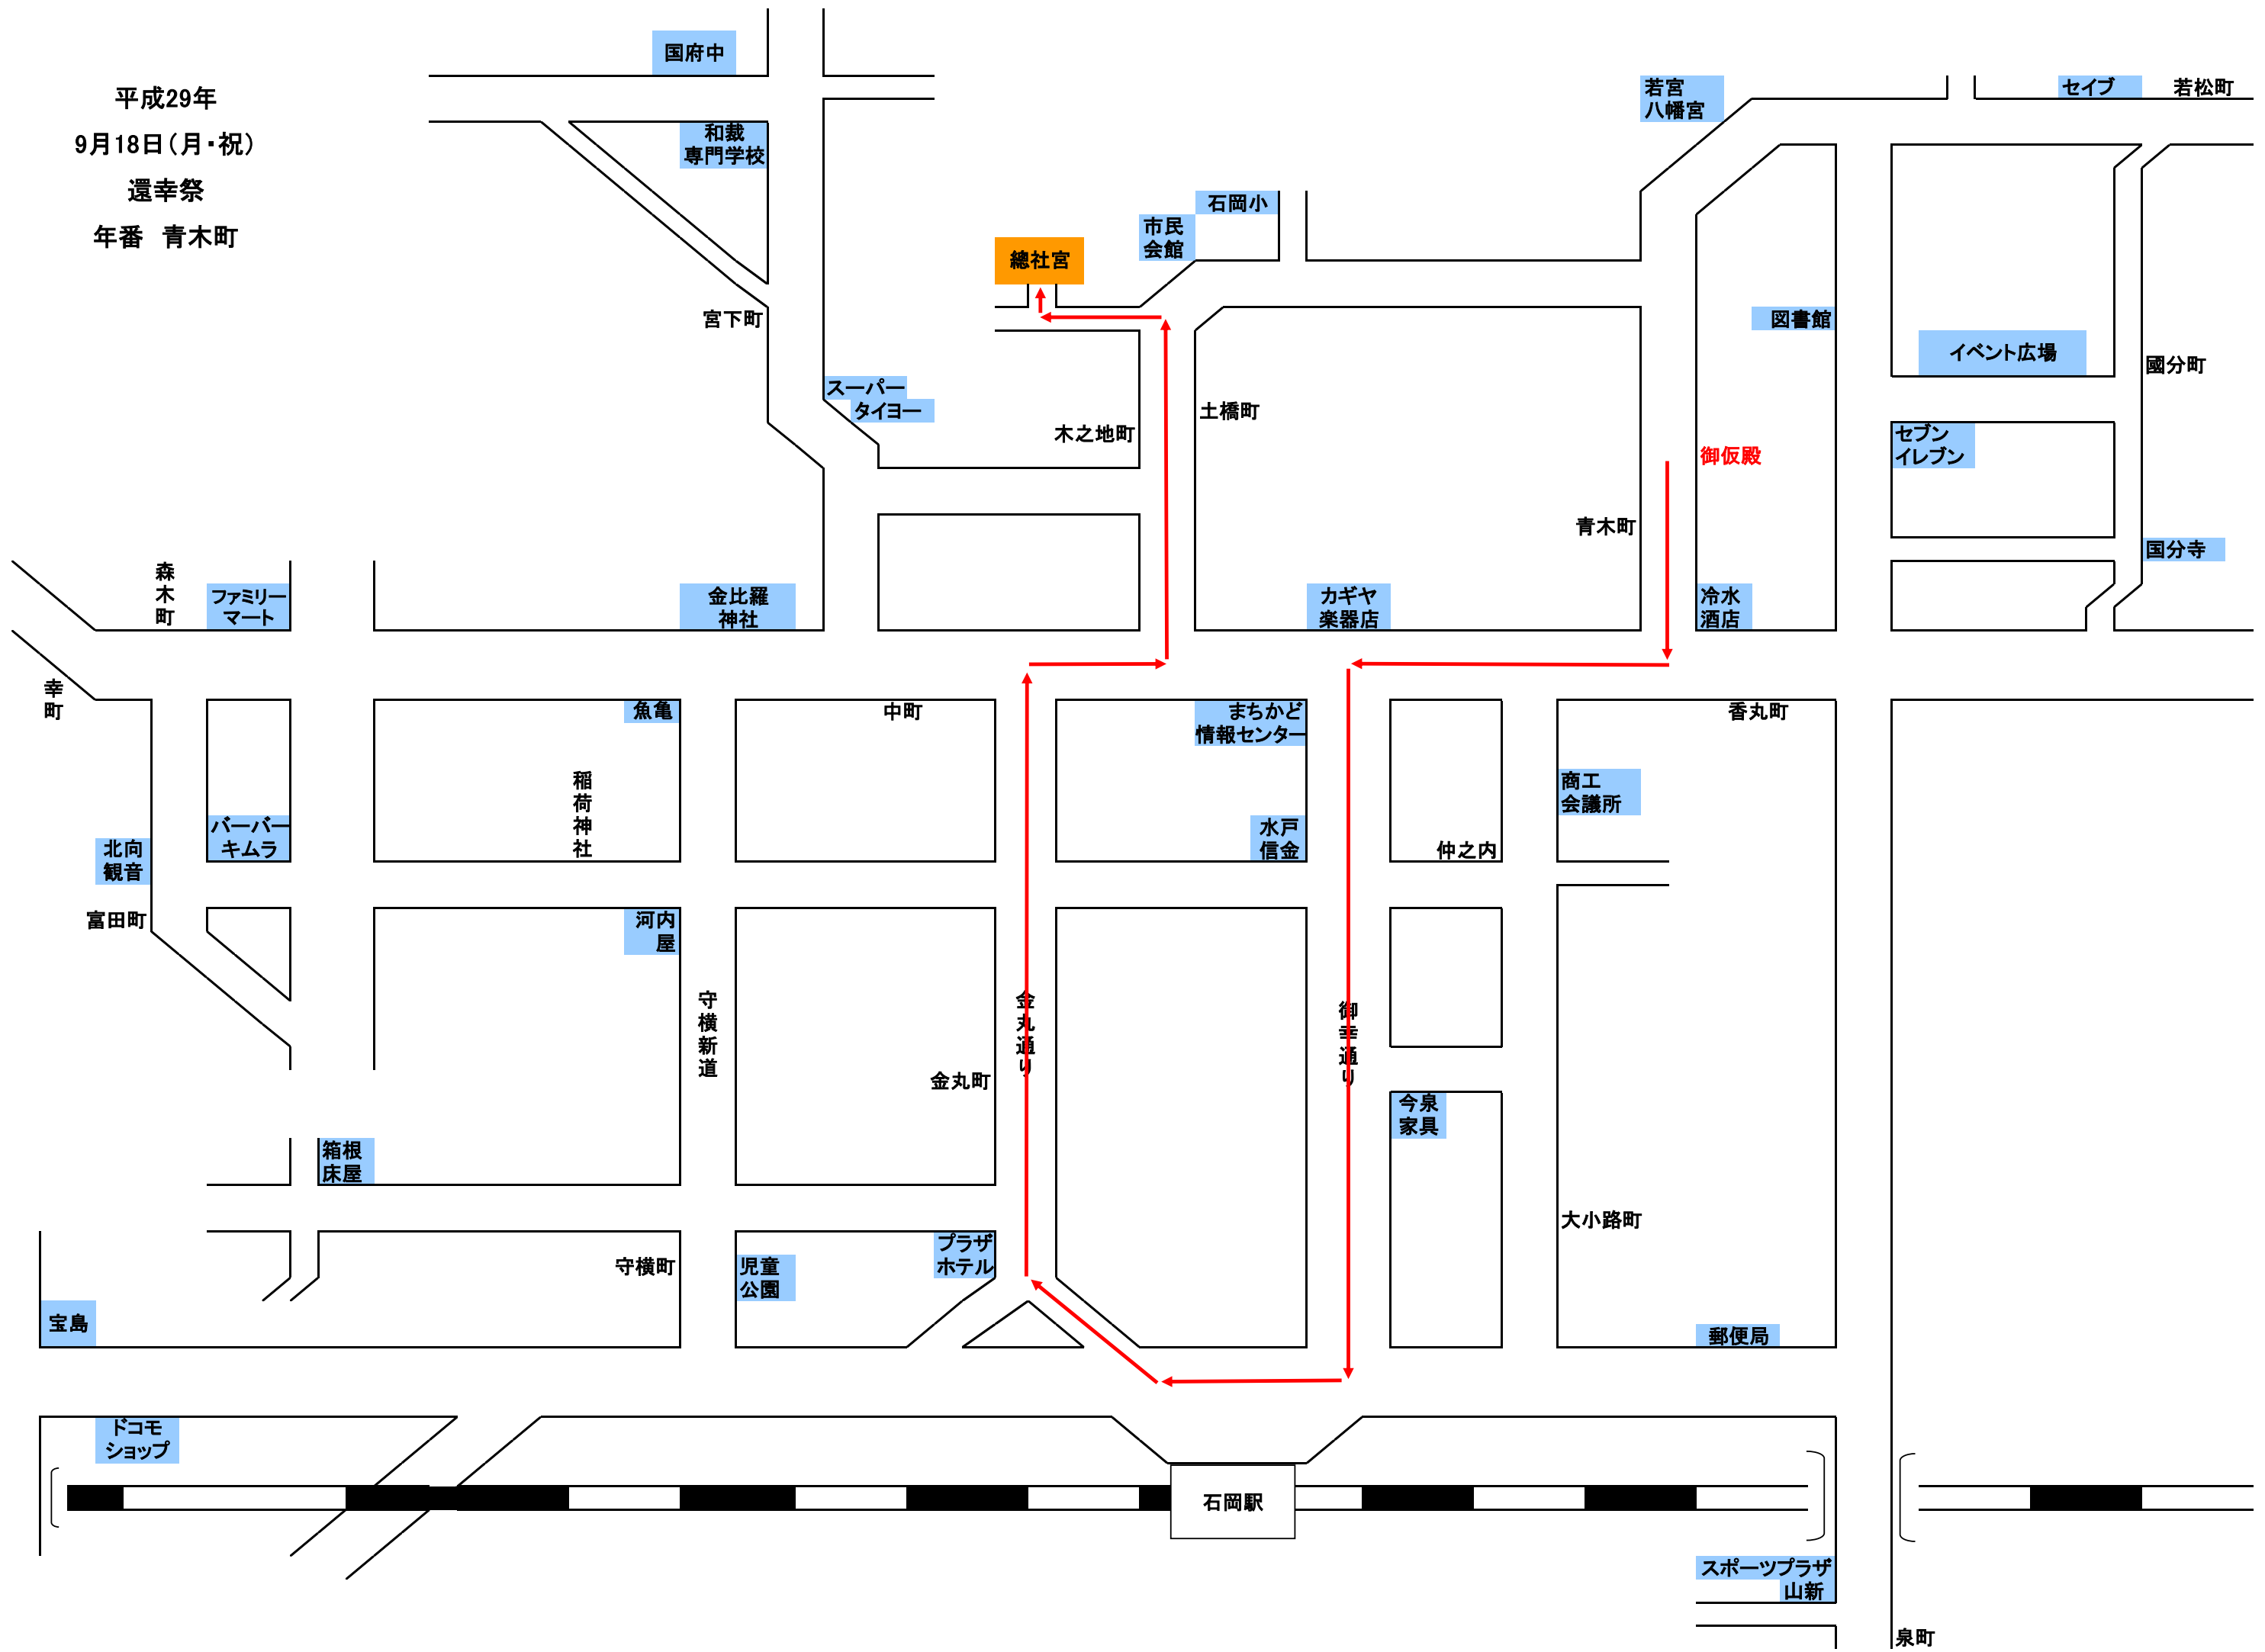 平成29年
9月18日（月・祝）
還幸祭
年番　青木町
国府中
和裁
専門学校
若宮
八幡宮
セイブ
若松町
石岡小
市民
会館
總社宮
宮下町
図書館
イベント広場
國分町
スーパー
タイヨー
木之地町
土橋町
御仮殿
セブン
イレブン
青木町
国分寺
森木町
ファミリー
マート
金比羅
神社
カギヤ
楽器店
冷水
酒店
幸町
魚亀
中町
まちかど
情報センター
香丸町
稲荷神社
商工
会議所
バーバー
キムラ
水戸
信金
仲之内
北向
観音
富田町
河内
屋
守横新道
金丸通り
御幸通り
金丸町
今泉
家具
箱根
床屋
大小路町
守横町
児童
公園
プラザ
ホテル
宝島
郵便局
ドコモ
ショップ
石岡駅
スポーツプラザ
山新
泉町